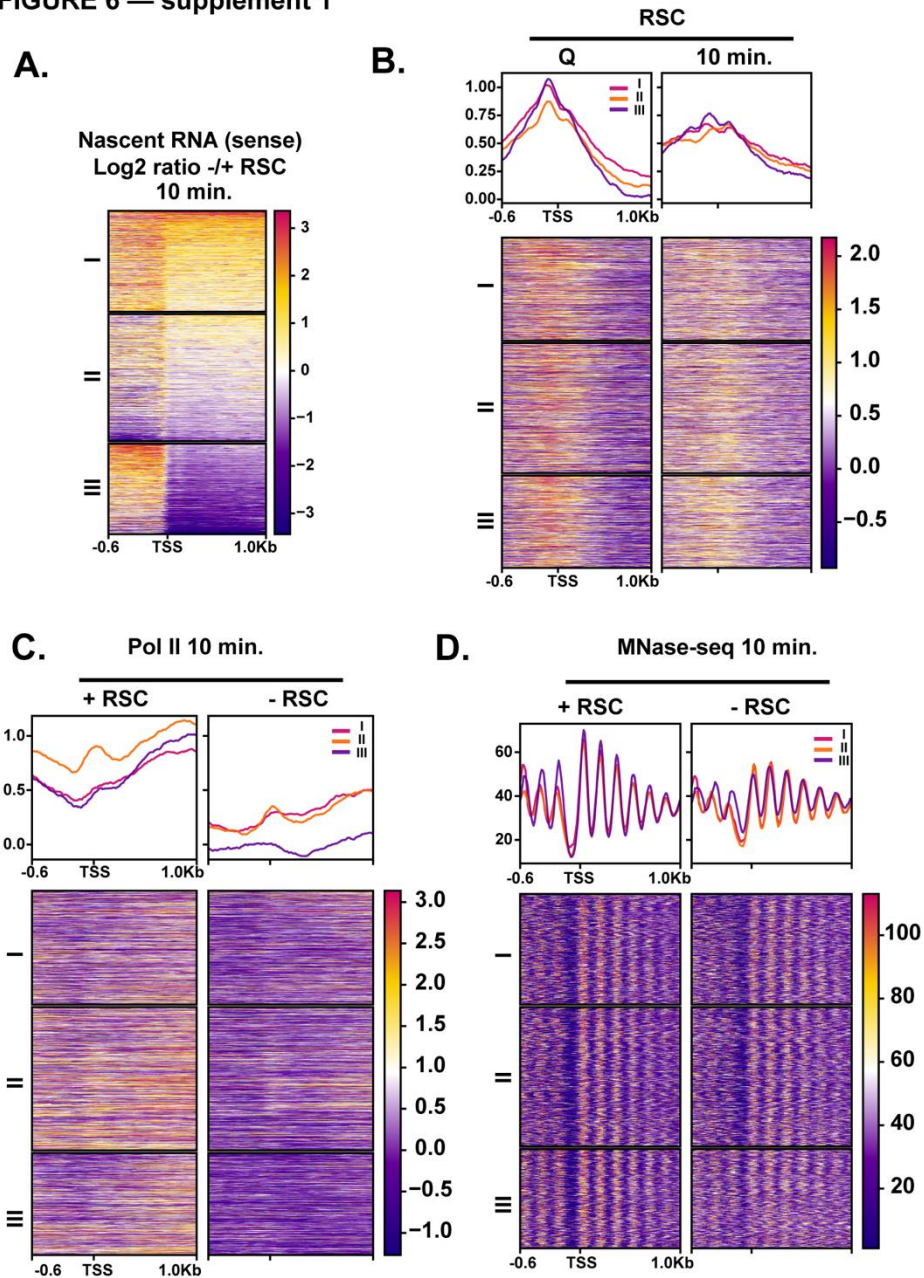 FIGURE 6 — supplement 1
A.
Nascent RNA (sense)
Log2 ratio -/+ RSC
10 min.
3
2
1
0
−1
−2
−3
I
II
III
-0.6 TSS 1.0Kb
B.
RSC
Q 10 min.
1.00
0.75
0.50
0.25
0.00
I
II
III
-0.6 TSS 1.0Kb
I
II
III
2.0
1.5
1.0
0.5
0.0
−0.5
-0.6 TSS 1.0Kb
C.
Pol II 10 min.
+ RSC - RSC
1.0
0.5
0.0
I
II
III
-0.6 TSS 1.0Kb
I
II
III
3.0
2.5
2.0
1.5
1.0
0.5
0.0
−0.5
−1.0
-0.6 TSS 1.0Kb
D.
MNase-seq 10 min.
+ RSC - RSC
60
40
20
I
II
III
-0.6 TSS 1.0Kb
I
II
III
100
80
60
40
20
-0.6 TSS 1.0Kb